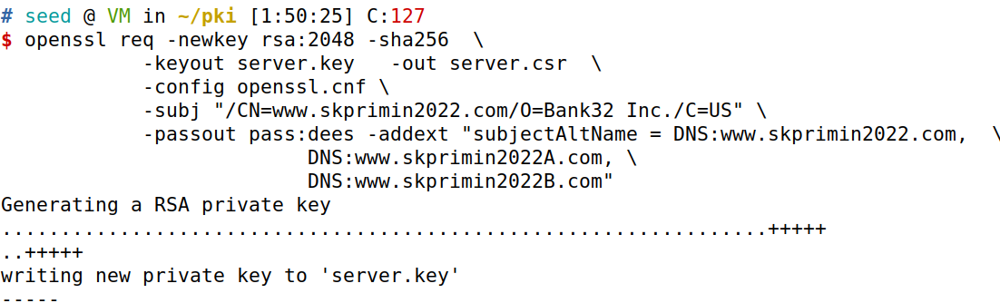 # seed @ VM in ~/pki [1:50:25] C:127
$ openssl req -newkey rsa:2048 -sha256  \
            -keyout server.key   -out server.csr  \
            -config openssl.cnf \
            -subj "/CN=www.skprimin2022.com/O=Bank32 Inc./C=US" \
            -passout pass:dees -addext "subjectAltName = DNS:www.skprimin2022.com,  \
                          DNS:www.skprimin2022A.com, \
                          DNS:www.skprimin2022B.com"
Generating a RSA private key
.................................................................+++++
..+++++
writing new private key to 'server.key'
-----